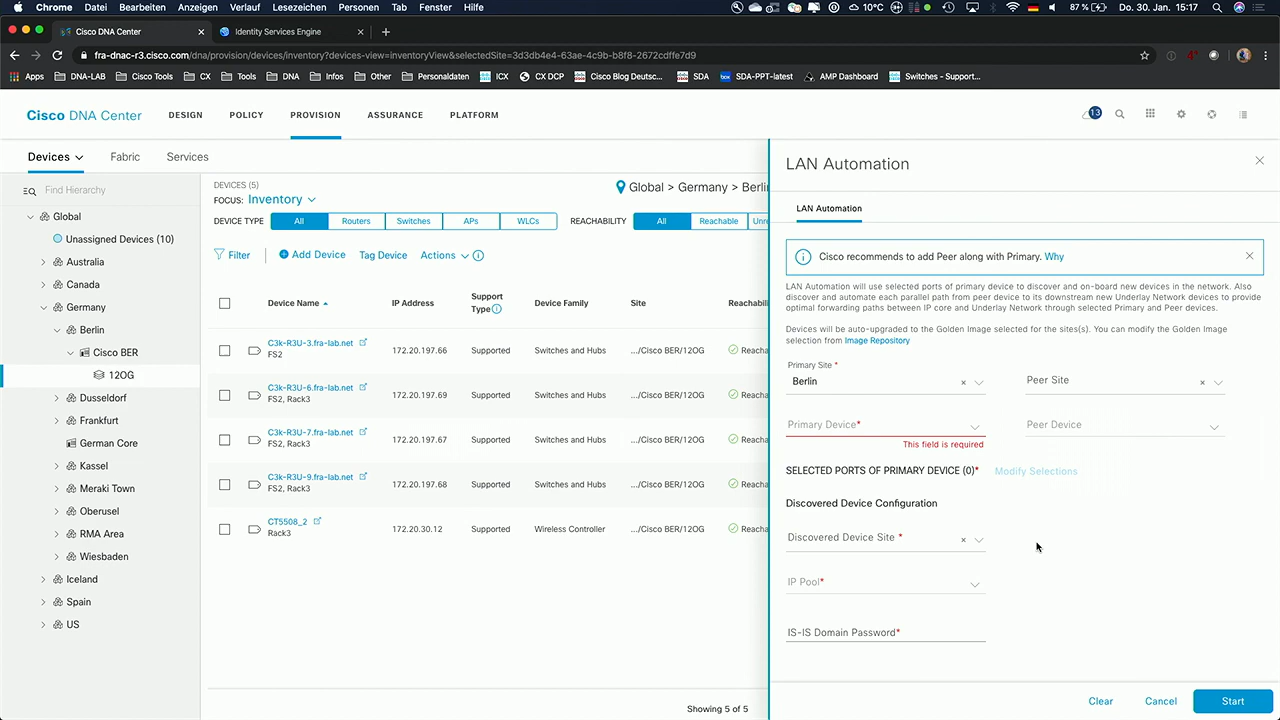 Chrome Datei Bearbeiten Anzeigen Verlauf Lesezeichen Personen Tab Fenster Hilfe 10°C 87 % Do. 30. Jan. 15:17
Cisco DNA Center × Identity Services Engine × +
fra-dnac-r3.cisco.com/dna/provision/devices/inventory?devices-view=inventoryView&selectedSite=3d3db4e4-63ae-4c9b-b8f8-2672cdffe7d9
Apps DNA-LAB Cisco Tools CX Tools DNA Infos Other Personaldaten ICX CX DCP Cisco Blog Deutsc... SDA SDA-PPT-latest AMP Dashboard Switches - Support...
Cisco DNA Center DESIGN POLICY PROVISION ASSURANCE PLATFORM 13
Devices Fabric Services
Find Hierarchy
Global
Unassigned Devices (10)
Australia
Canada
Germany
Berlin
Cisco BER
12OG
Dusseldorf
Frankfurt
German Core
Kassel
Meraki Town
Oberusel
RMA Area
Wiesbaden
Iceland
Spain
US
DEVICES (5)
FOCUS: Inventory
Global > Germany > Berlin
DEVICE TYPE All Routers Switches APs WLCs REACHABILITY All Reachable Unre
Filter Add Device Tag Device Actions
Device Name IP Address Support Type Device Family Site Reachabili
C3k-R3U-3.fra-lab.net 172.20.197.66 Supported Switches and Hubs .../Cisco BER/12OG Reacha
FS2
C3k-R3U-6.fra-lab.net 172.20.197.69 Supported Switches and Hubs .../Cisco BER/12OG Reacha
FS2, Rack3
C3k-R3U-7.fra-lab.net 172.20.197.67 Supported Switches and Hubs .../Cisco BER/12OG Reacha
FS2, Rack3
C3k-R3U-9.fra-lab.net 172.20.197.68 Supported Switches and Hubs .../Cisco BER/12OG Reacha
FS2, Rack3
CT5508_2 172.20.30.12 Supported Wireless Controller .../Cisco BER/12OG Reacha
Rack3
Showing 5 of 5
LAN Automation
LAN Automation
Cisco recommends to add Peer along with Primary. Why
LAN Automation will use selected ports of primary device to discover and on-board new devices in the network. Also
discover and automate each parallel path from peer device to its downstream new Underlay Network devices to provide
optimal forwarding paths between IP core and Underlay Network through selected Primary and Peer devices.
Devices will be auto-upgraded to the Golden Image selected for the sites(s). You can modify the Golden Image
selection from Image Repository
Primary Site *
Berlin × Peer Site ×
Primary Device* Peer Device
This field is required
SELECTED PORTS OF PRIMARY DEVICE (0)* Modify Selections
Discovered Device Configuration
Discovered Device Site * ×
IP Pool*
IS-IS Domain Password*
Clear Cancel Start